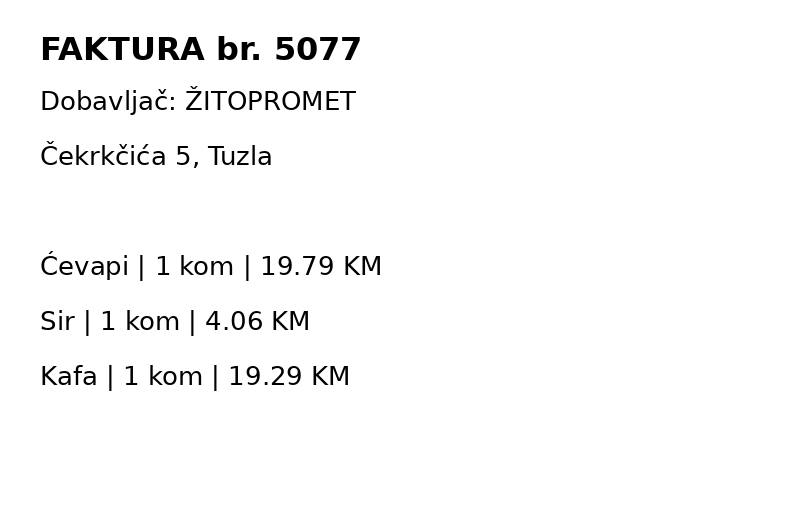 FAKTURA br. 5077
Dobavljač: ŽITOPROMET
Čekrkčića 5, Tuzla
Ćevapi | 1 kom | 19.79 KM
Sir | 1 kom | 4.06 KM
Kafa | 1 kom | 19.29 KM